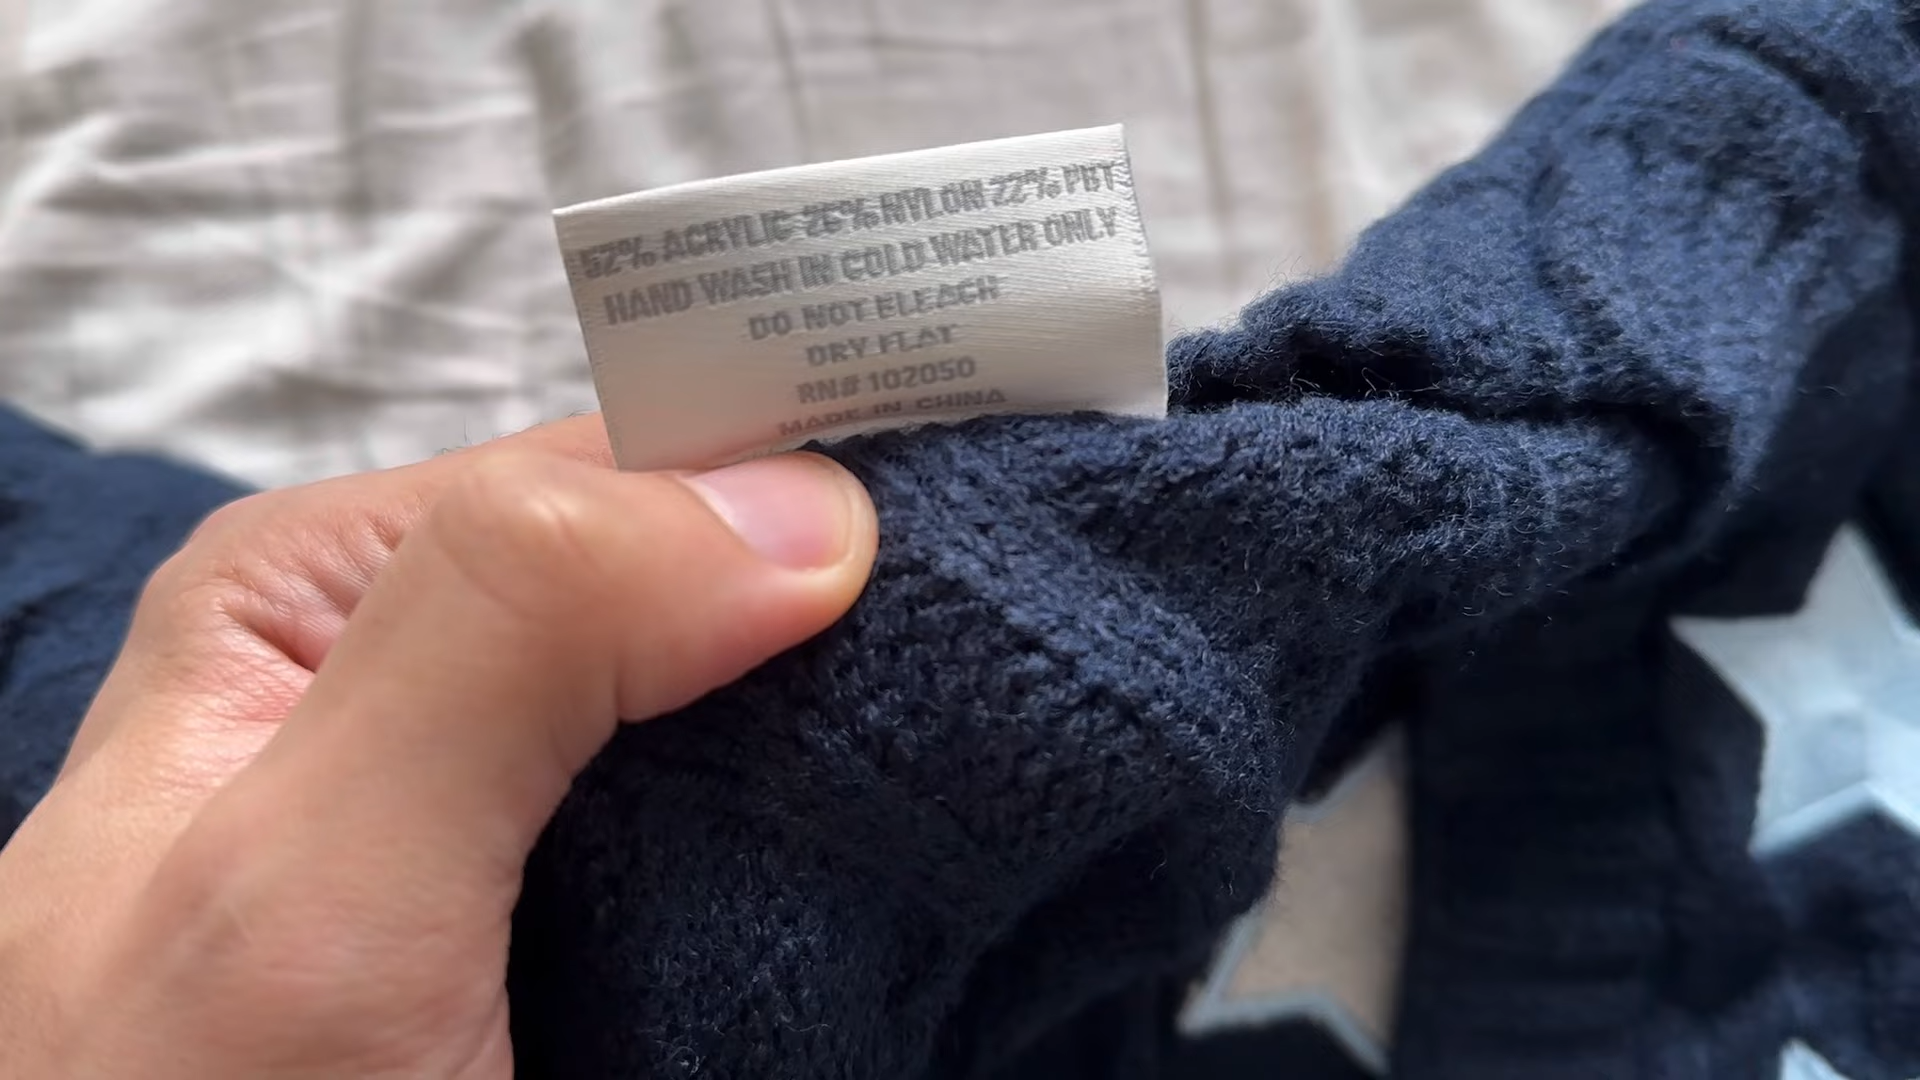 52% ACRYLIC 26% NYLON 22% PBT
HAND WASH IN COLD WATER ONLY
DO NOT BLEACH
DRY FLAT
RN# 102050
MADE IN CHINA